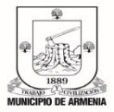 1889
TRABAJO Y CIVILIZACION
MUNICIPIO DE ARMENIA